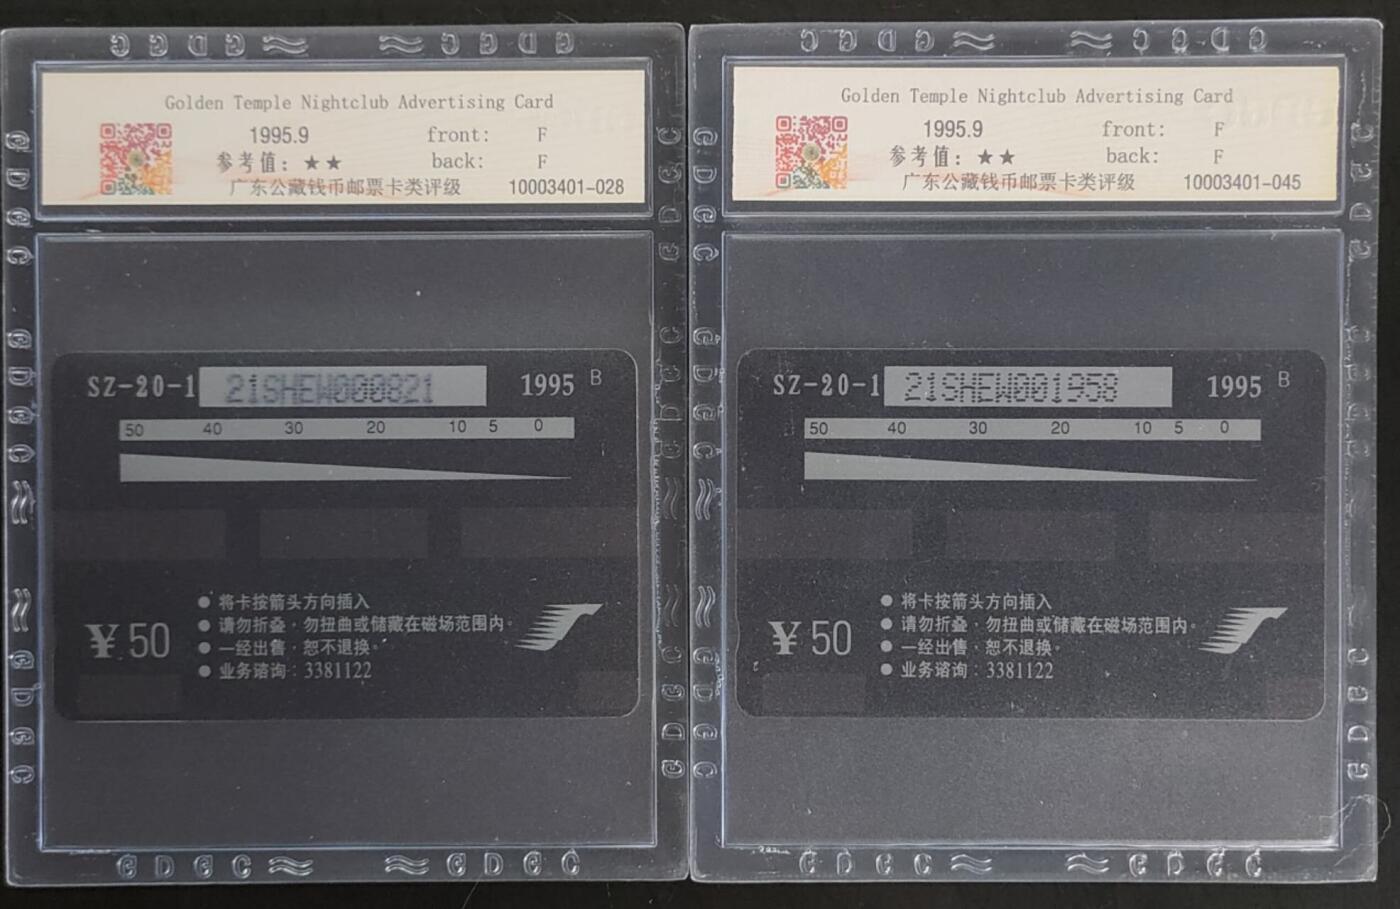 G D G C
C G D G C
Golden Temple Nightclub Advertising Card
1995.9 front: F
参考值：★★ back: F
广东公藏钱币邮票卡类评级 10003401-028
SZ-20-1 21SHEW000821 1995 B
50 40 30 20 10 5 0
¥50
● 将卡按箭头方向插入
● 请勿折叠·勿扭曲或储藏在磁场范围内。
● 一经出售·恕不退换。
● 业务谘询：3381122
G D G C
G D G C
Golden Temple Nightclub Advertising Card
1995.9 front: F
参考值：★★ back: F
广东公藏钱币邮票卡类评级 10003401-045
SZ-20-1 21SHEW001958 1995 B
50 40 30 20 10 5 0
¥50
● 将卡按箭头方向插入
● 请勿折叠·勿扭曲或储藏在磁场范围内。
● 一经出售·恕不退换。
● 业务谘询：3381122
G D G C
G D G C